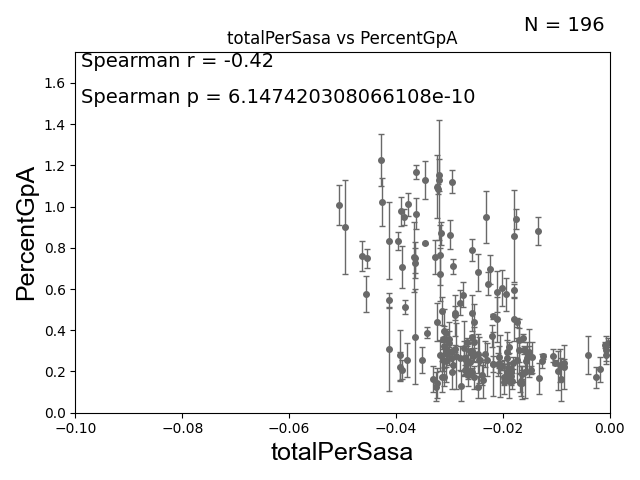 N = 196
totalPerSasa vs PercentGpA
Spearman r = -0.42
Spearman p = 6.147420308066108e-10
1.6
1.4
1.2
1.0
0.8
0.6
0.4
0.2
0.0
PercentGpA
−0.10 −0.08 −0.06 −0.04 −0.02 0.00
totalPerSasa